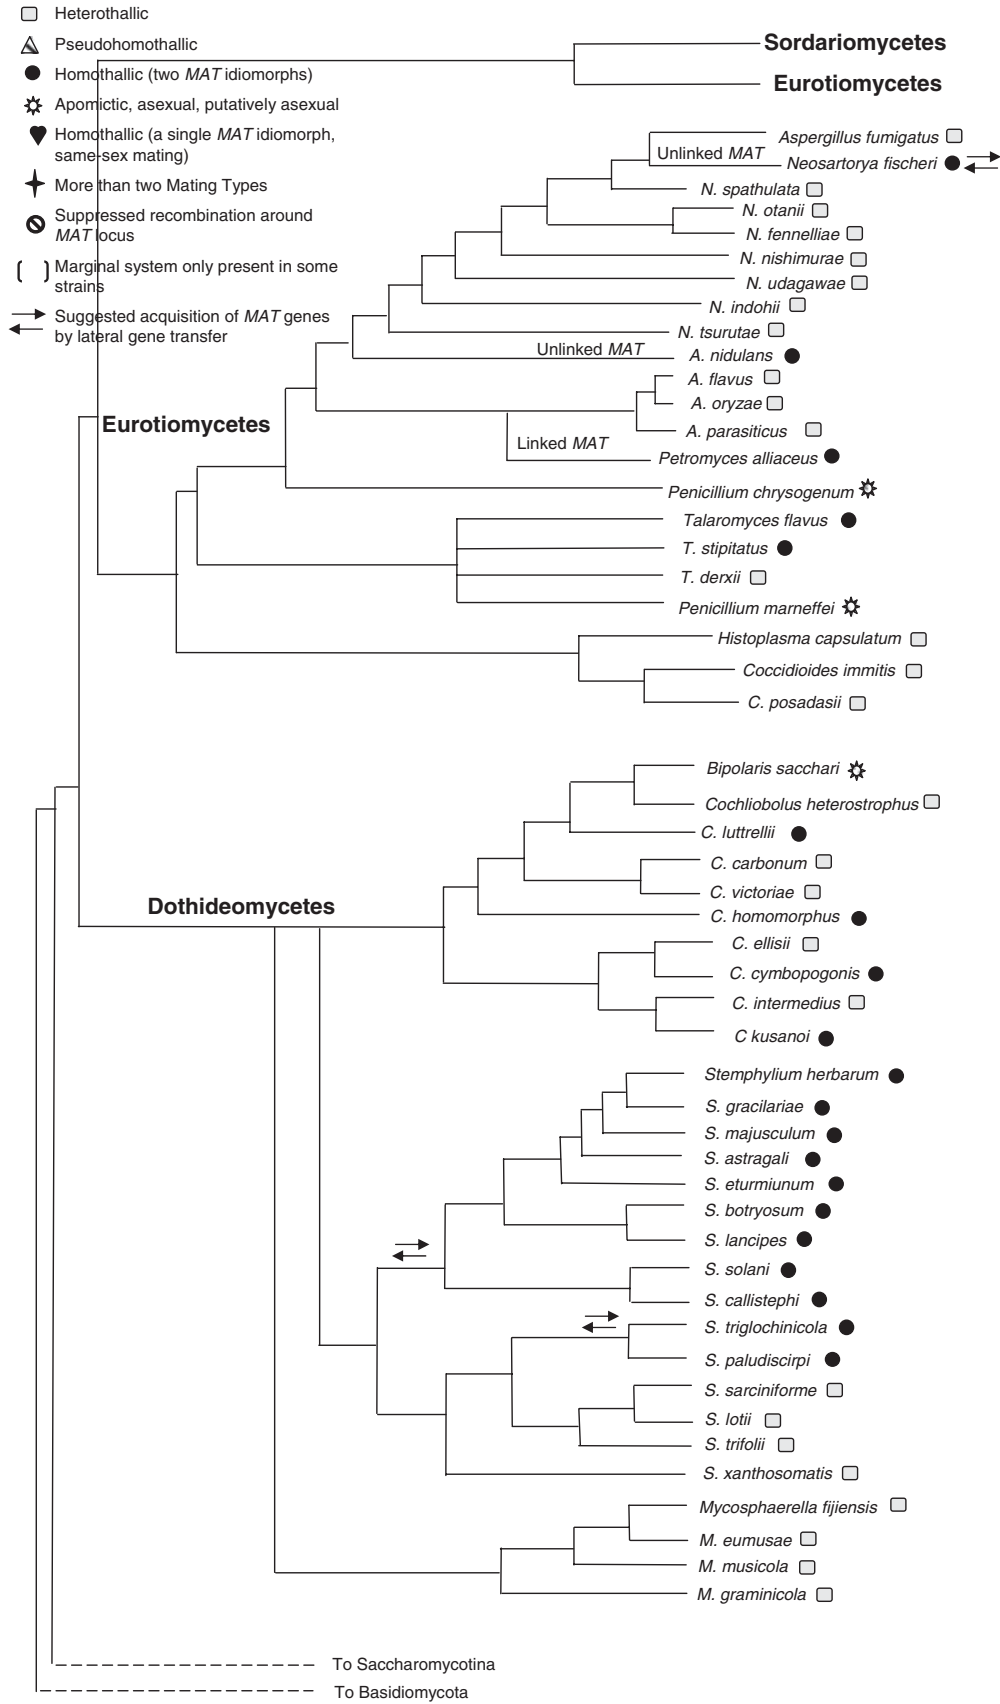 Heterothallic
Pseudohomothallic
Homothallic (two MAT idiomorphs)
Apomictic, asexual, putatively asexual
Homothallic (a single MAT idiomorph,
same-sex mating)
More than two Mating Types
Suppressed recombination around
MAT locus
Marginal system only present in some
strains
Suggested acquisition of MAT genes
by lateral gene transfer
Sordariomycetes
Eurotiomycetes
Aspergillus fumigatus
Unlinked MAT
Neosartorya fischeri
N. spathulata
N. otanii
N. fennelliae
N. nishimurae
N. udagawae
N. indohii
N. tsurutae
Unlinked MAT
A. nidulans
A. flavus
A. oryzae
Eurotiomycetes
A. parasiticus
Linked MAT
Petromyces alliaceus
Penicillium chrysogenum
Talaromyces flavus
T. stipitatus
T. derxii
Penicillium marneffei
Histoplasma capsulatum
Coccidioides immitis
C. posadasii
Bipolaris sacchari
Cochliobolus heterostrophus
C. luttrellii
C. carbonum
C. victoriae
Dothideomycetes
C. homomorphus
C. ellisii
C. cymbopogonis
C. intermedius
C kusanoi
Stemphylium herbarum
S. gracilariae
S. majusculum
S. astragali
S. eturmiunum
S. botryosum
S. lancipes
S. solani
S. callistephi
S. triglochinicola
S. paludiscirpi
S. sarciniforme
S. lotii
S. trifolii
S. xanthosomatis
Mycosphaerella fijiensis
M. eumusae
M. musicola
M. graminicola
To Saccharomycotina
To Basidiomycota